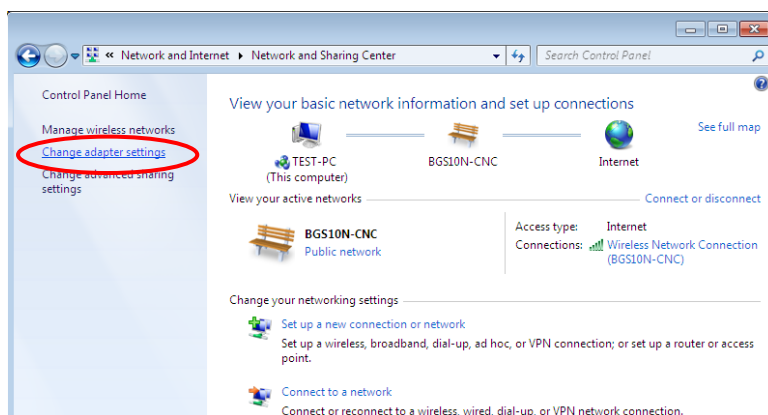 « Network and Internet ▸ Network and Sharing Center
Search Control Panel
Control Panel Home
Manage wireless networks
Change adapter settings
Change advanced sharing
settings
View your basic network information and set up connections
See full map
TEST-PC
(This computer)
BGS10N-CNC
Internet
View your active networks
Connect or disconnect
BGS10N-CNC
Public network
Access type: Internet
Connections: Wireless Network Connection
(BGS10N-CNC)
Change your networking settings
Set up a new connection or network
Set up a wireless, broadband, dial-up, ad hoc, or VPN connection; or set up a router or access
point.
Connect to a network
Connect or reconnect to a wireless, wired, dial-up, or VPN network connection.